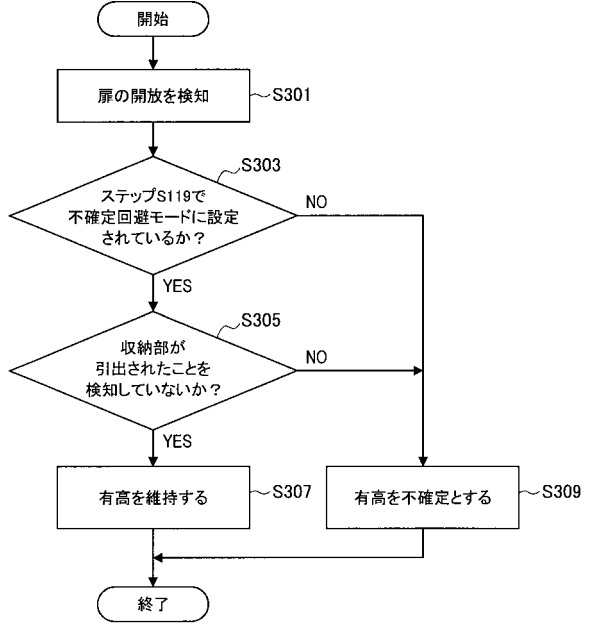 開始
扉の開放を検知
S301
S303
ステップS119で
不確定回避モードに設定
されているか？
NO
YES
S305
収納部が
引出されたことを
検知していないか？
NO
YES
有高を維持する
S307
有高を不確定とする
S309
終了